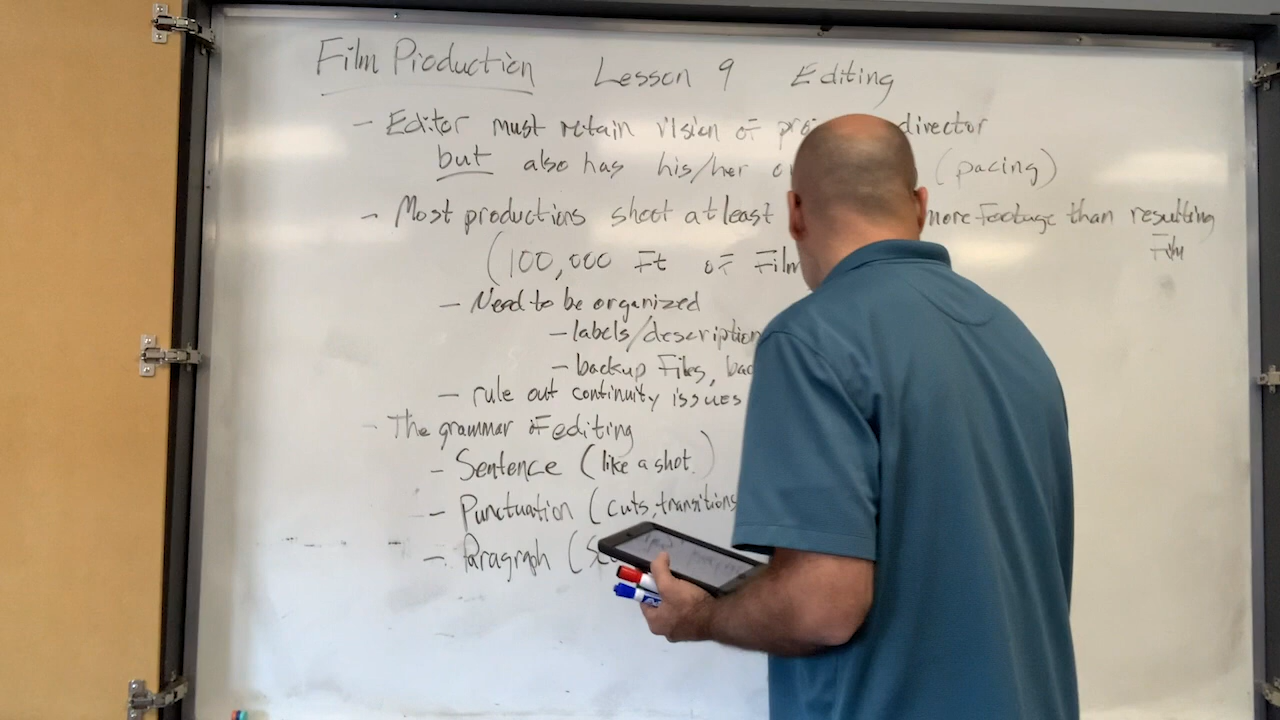 Film Production Lesson 9 Editing
- Editor must retain vision of director
but also has his/her (pacing)
- Most productions shoot at least more footage than resulting
Film
(100,000 Ft of Film
- Need to be organized
- labels/description
- backup Files,
- rule out continuity issues
- The grammar of editing
- Sentence (like a shot)
- Punctuation (cuts, transitions
- Paragraph (